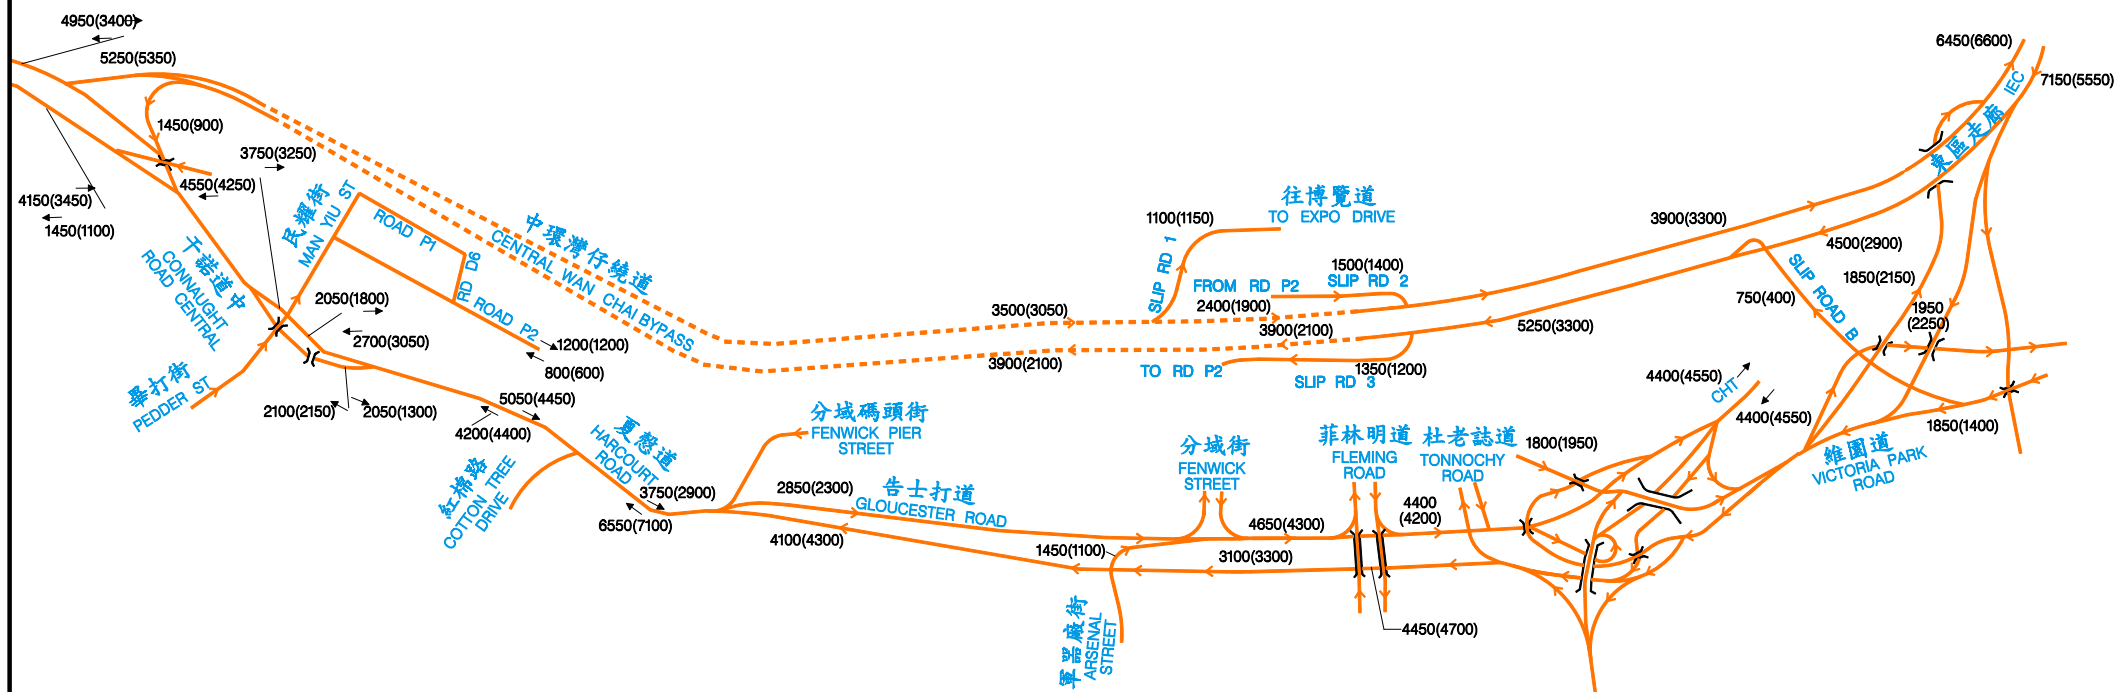 4950(3400)
5250(5350)
6450(6600)
7150(5550)
東區走廊 IEC
1450(900)
3750(3250)
4550(4250)
4150(3450)
1450(1100)
民耀街
MAN YIU ST
ROAD P1
RD D6
ROAD P2
中環灣仔繞道
CENTRAL WAN CHAI BYPASS
干諾道中
CONNAUGHT
ROAD CENTRAL
2050(1800)
2700(3050)
1200(1200)
800(600)
畢打街
PEDDER ST
2100(2150)
2050(1300)
5050(4450)
4200(4400)
往博覽道
TO EXPO DRIVE
1100(1150)
SLIP RD 1
1500(1400)
FROM RD P2
SLIP RD 2
2400(1900)
3500(3050)
3900(2100)
3900(2100)
TO RD P2
SLIP RD 3
1350(1200)
5250(3300)
3900(3300)
4500(2900)
SLIP ROAD B
750(400)
1850(2150)
1950
(2250)
4400(4550)
CHT
4400(4550)
1850(1400)
維園道
VICTORIA PARK
ROAD
紅棉路
COTTON TREE
DRIVE
夏慤道
HARCOURT
ROAD
3750(2900)
6550(7100)
分域碼頭街
FENWICK PIER
STREET
2850(2300)
告士打道
GLOUCESTER ROAD
4100(4300)
分域街
FENWICK
STREET
4650(4300)
1450(1100)
3100(3300)
軍器廠街
ARSENAL
STREET
菲林明道
FLEMING
ROAD
杜老誌道
TONNOCHY
ROAD
1800(1950)
4400
(4200)
4450(4700)